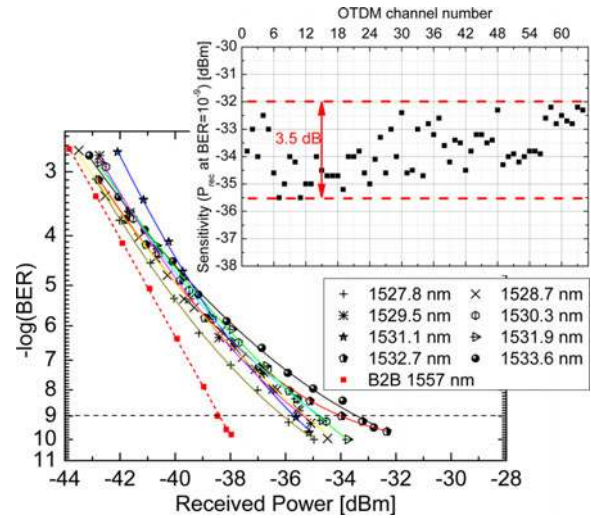 OTDM channel number
0 6 12 18 24 30 36 42 48 54 60
Sensitivity (P_rec at BER=10^-9) [dBm]
-30
-31
-32
-33
-34
-35
-36
-37
-38
3.5 dB
-log(BER)
3
4
5
6
7
8
9
10
11
1527.8 nm 1528.7 nm
1529.5 nm 1530.3 nm
1531.1 nm 1531.9 nm
1532.7 nm 1533.6 nm
B2B 1557 nm
-44 -42 -40 -38 -36 -34 -32 -30 -28
Received Power [dBm]